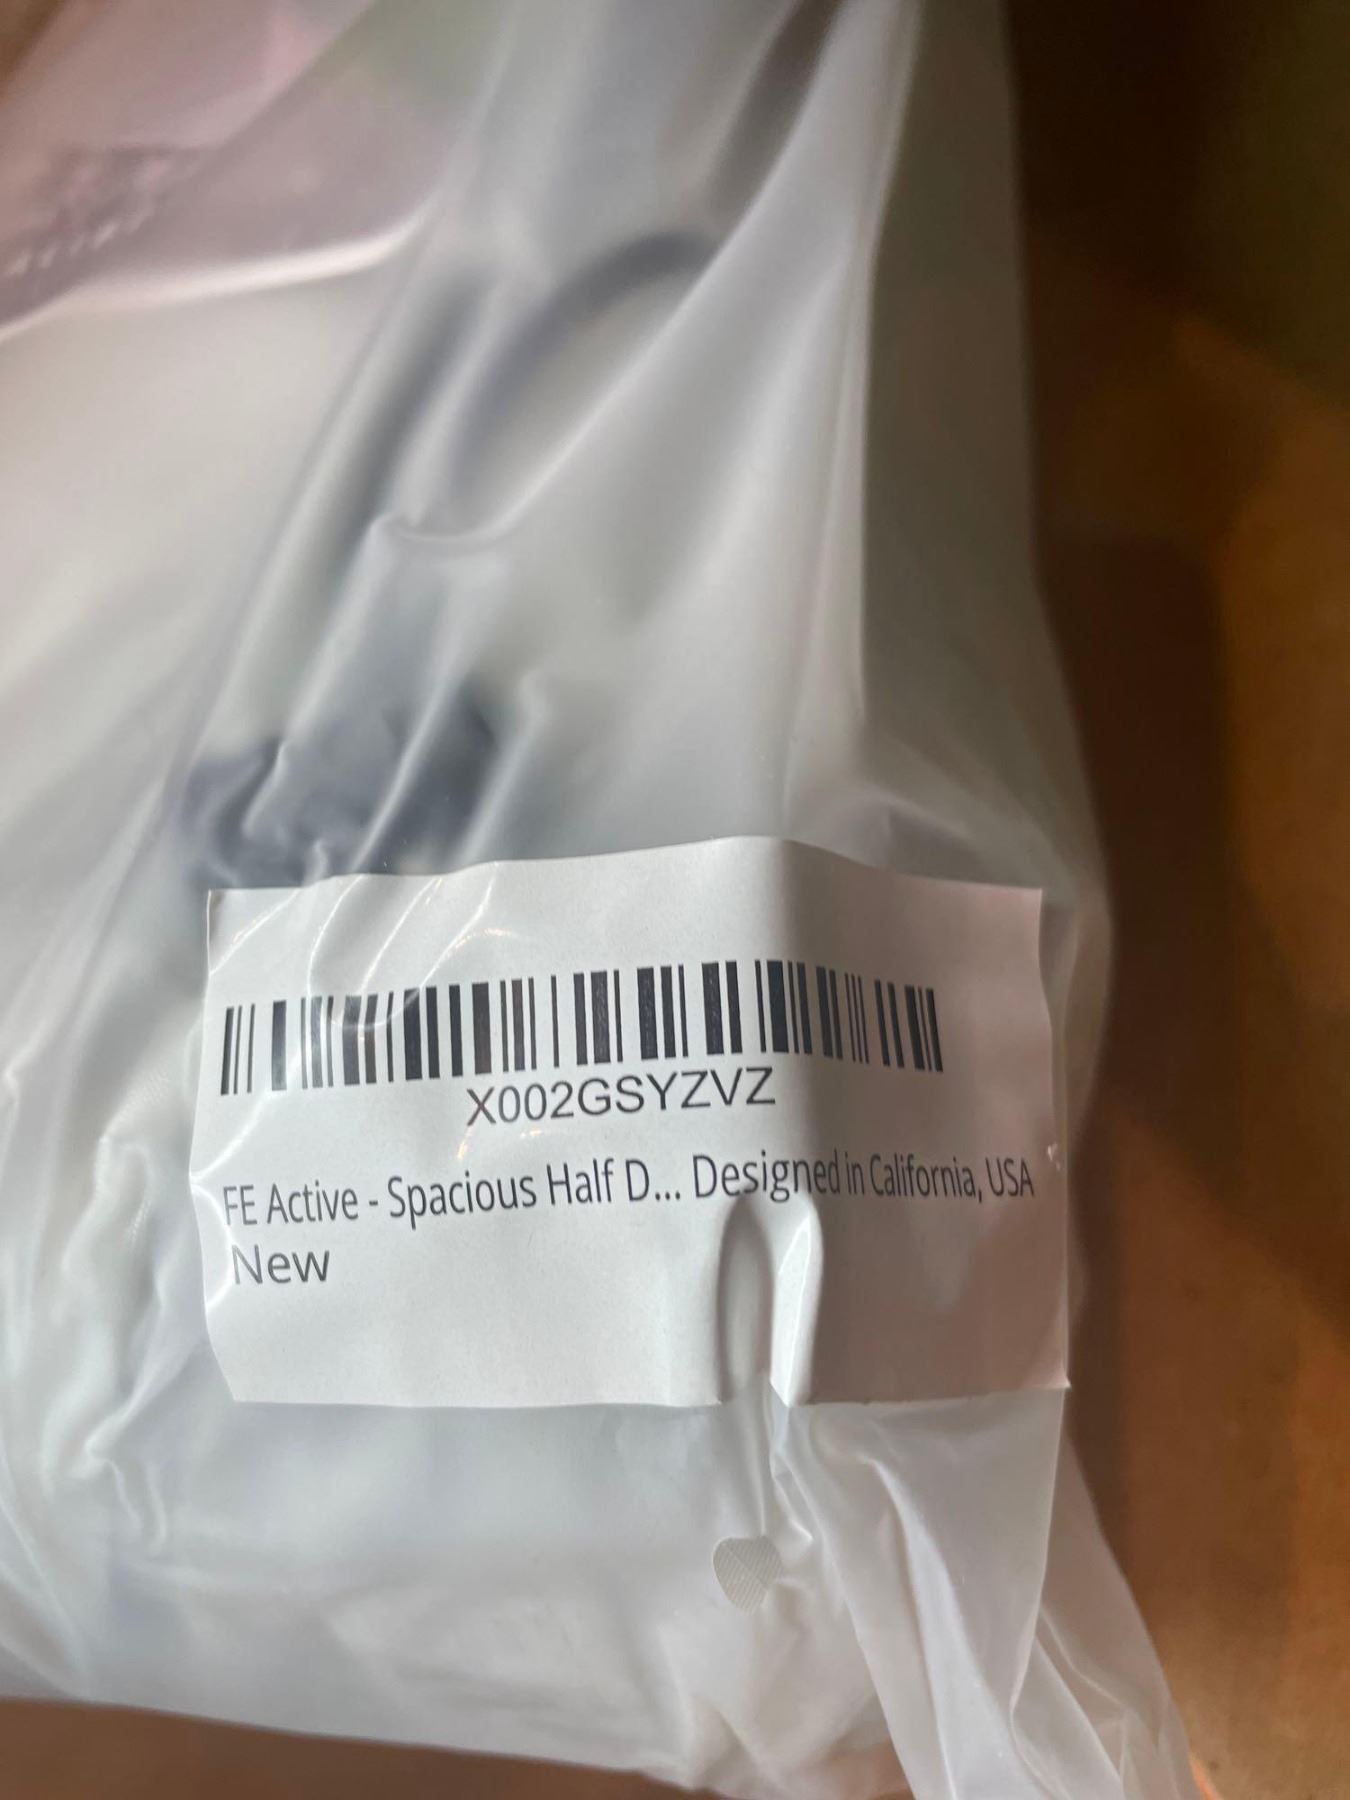 X002GSYZVZ
FE Active - Spacious Half D... Designed in California, USA
New